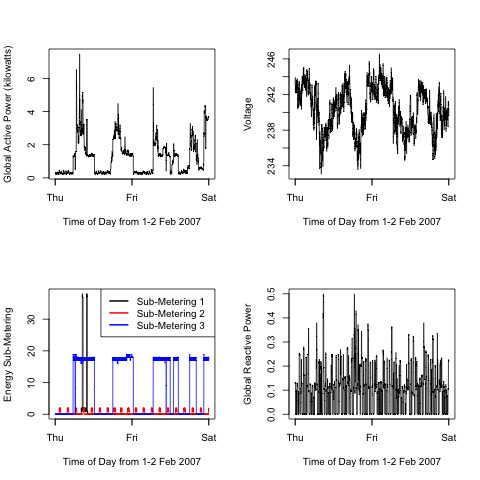 Global Active Power (kilowatts)
0 2 4 6
Thu Fri Sat
Time of Day from 1-2 Feb 2007
Voltage
234 238 242 246
Thu Fri Sat
Time of Day from 1-2 Feb 2007
Energy Sub-Metering
0 10 20 30
Sub-Metering 1
Sub-Metering 2
Sub-Metering 3
Thu Fri Sat
Time of Day from 1-2 Feb 2007
Global Reactive Power
0.0 0.1 0.2 0.3 0.4 0.5
Thu Fri Sat
Time of Day from 1-2 Feb 2007